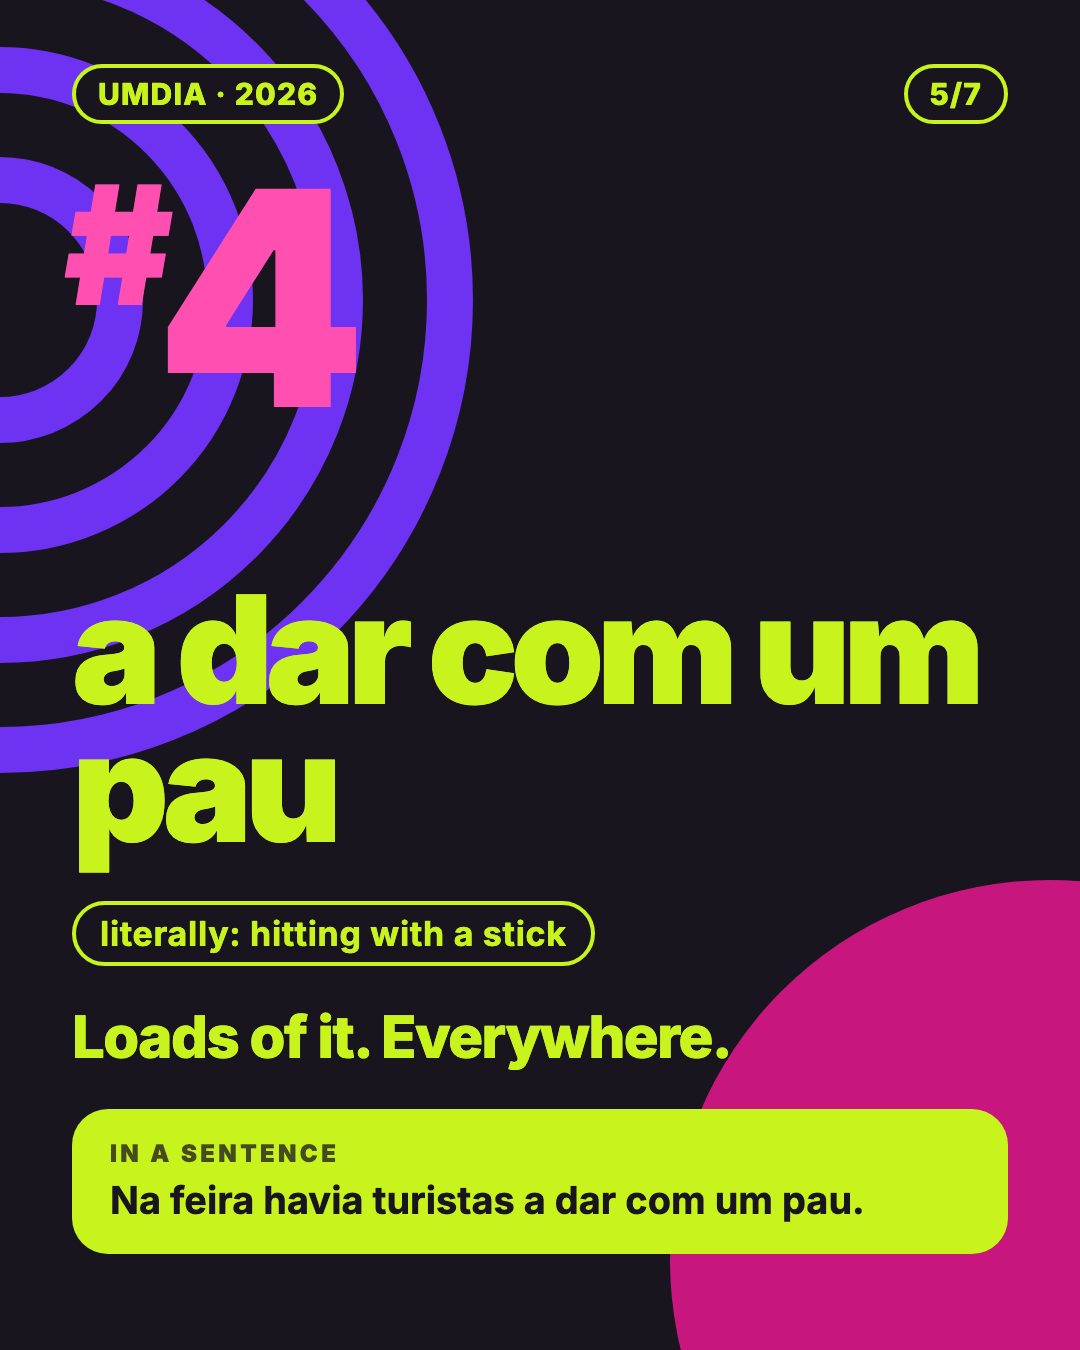 UMDIA · 2026
5/7
#4
a dar com um
pau
literally: hitting with a stick
Loads of it. Everywhere.
IN A SENTENCE
Na feira havia turistas a dar com um pau.